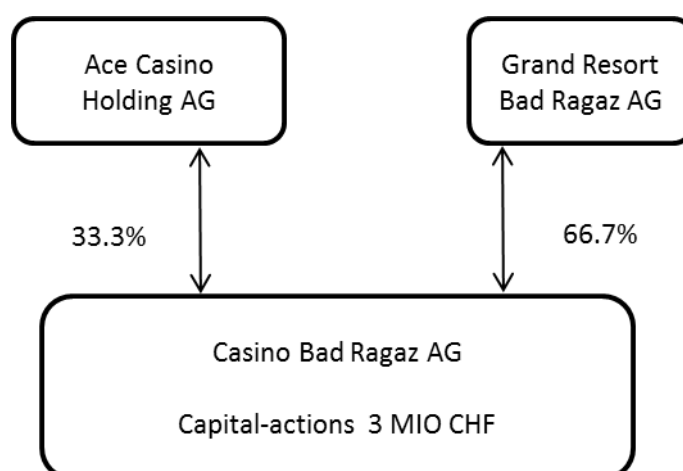 Ace Casino
Holding AG
Grand Resort
Bad Ragaz AG
33.3%
66.7%
Casino Bad Ragaz AG
Capital-actions 3 MIO CHF